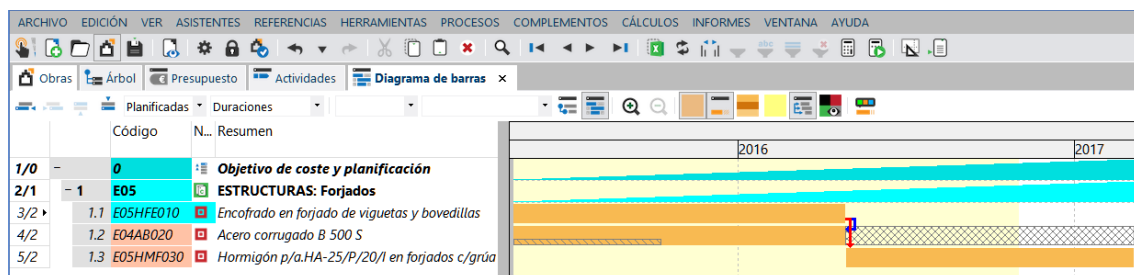 ARCHIVO EDICIÓN VER ASISTENTES REFERENCIAS HERRAMIENTAS PROCESOS COMPLEMENTOS CÁLCULOS INFORMES VENTANA AYUDA
abc
Obras Árbol Presupuesto Actividades Diagrama de barras ×
Planificadas Duraciones
Código N... Resumen
2016 2017
1/0 - 0 Objetivo de coste y planificación
2/1 - 1 E05 ESTRUCTURAS: Forjados
3/2 1.1 E05HFE010 Encofrado en forjado de viguetas y bovedillas
4/2 1.2 E04AB020 Acero corrugado B 500 S
5/2 1.3 E05HMF030 Hormigón p/a.HA-25/P/20/I en forjados c/grúa